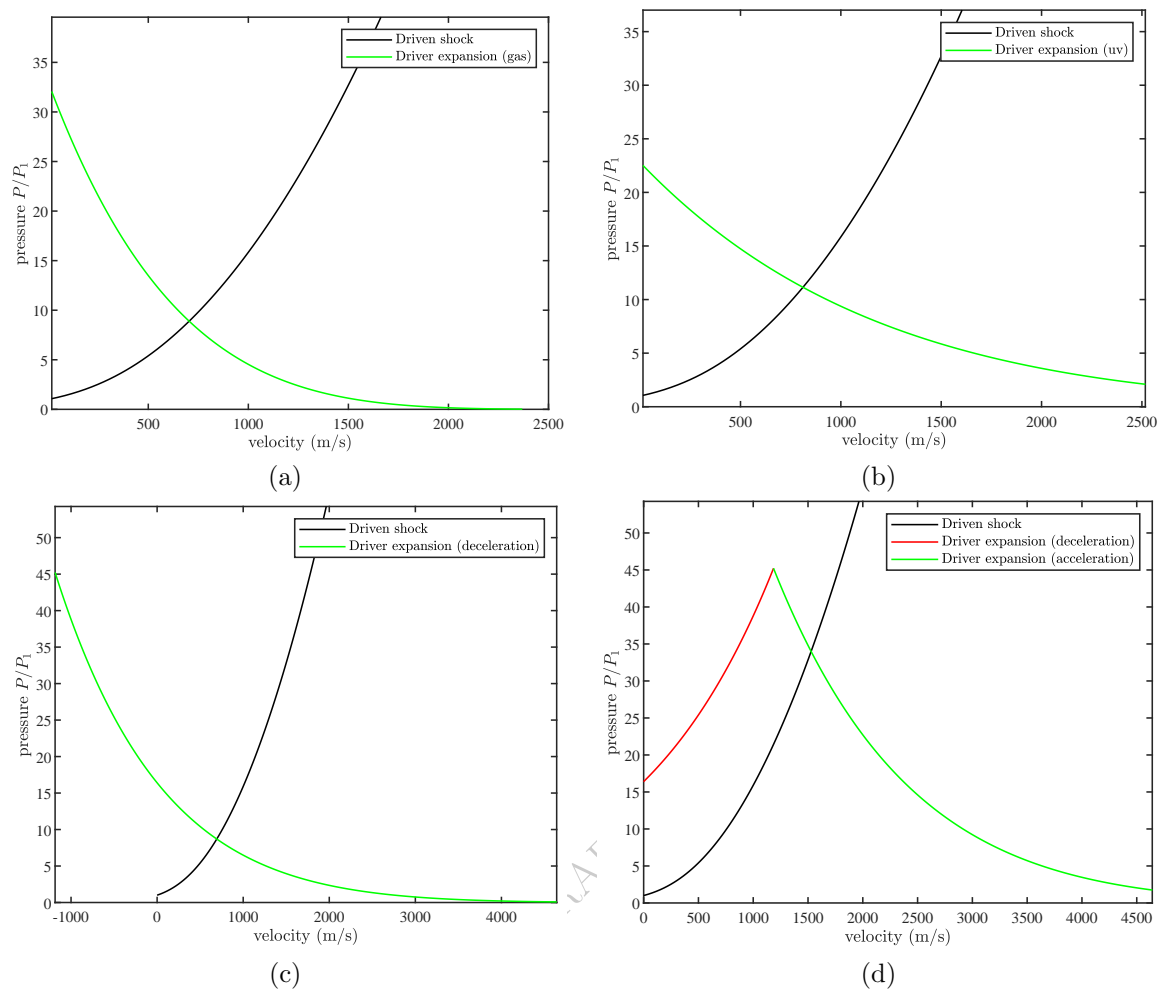 Driven shock
Driver expansion (gas)
35
30
25
20
15
10
5
0
pressure P/P1
500 1000 1500 2000 2500
velocity (m/s)
(a)
Driven shock
Driver expansion (uv)
35
30
25
20
15
10
5
0
pressure P/P1
500 1000 1500 2000 2500
velocity (m/s)
(b)
Driven shock
Driver expansion (deceleration)
50
45
40
35
30
25
20
15
10
5
0
pressure P/P1
-1000 0 1000 2000 3000 4000
velocity (m/s)
(c)
Driven shock
Driver expansion (deceleration)
Driver expansion (acceleration)
50
45
40
35
30
25
20
15
10
5
0
pressure P/P1
0 500 1000 1500 2000 2500 3000 3500 4000 4500
velocity (m/s)
(d)